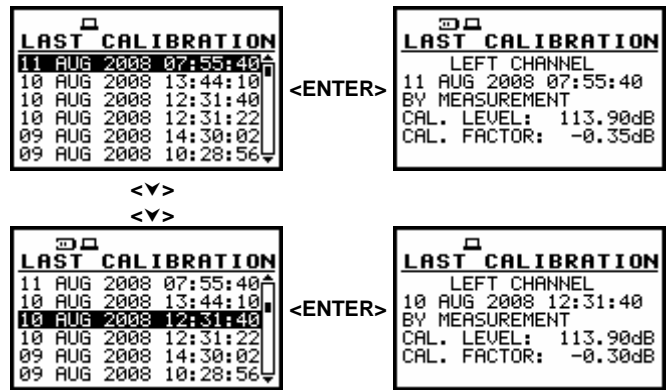 LAST CALIBRATION
11 AUG 2008 07:55:40
10 AUG 2008 13:44:10
10 AUG 2008 12:31:40
10 AUG 2008 12:31:22
09 AUG 2008 14:30:02
09 AUG 2008 10:28:56
<ENTER>
LAST CALIBRATION
LEFT CHANNEL
11 AUG 2008 07:55:40
BY MEASUREMENT
CAL. LEVEL: 113.90dB
CAL. FACTOR: -0.35dB
<˅>
<˅>
LAST CALIBRATION
11 AUG 2008 07:55:40
10 AUG 2008 13:44:10
10 AUG 2008 12:31:40
10 AUG 2008 12:31:22
09 AUG 2008 14:30:02
09 AUG 2008 10:28:56
<ENTER>
LAST CALIBRATION
LEFT CHANNEL
10 AUG 2008 12:31:40
BY MEASUREMENT
CAL. LEVEL: 113.90dB
CAL. FACTOR: -0.30dB